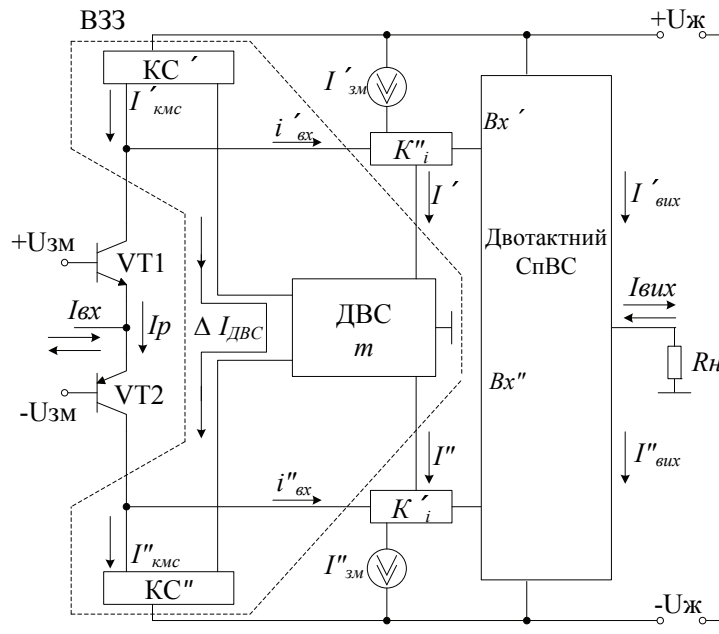 ВЗЗ
+Uж
КС ′
I′зм
I′кмс
i′вх
K″i
Вх ′
I′
I′вих
+Uзм
VT1
Двотактний
СпВС
Iвх
Iр
Δ IДВС
ДВС
m
Iвих
Rн
-Uзм
VT2
Вх″
I″
I″вих
i″вх
K′i
I″кмс
I″зм
КС″
-Uж